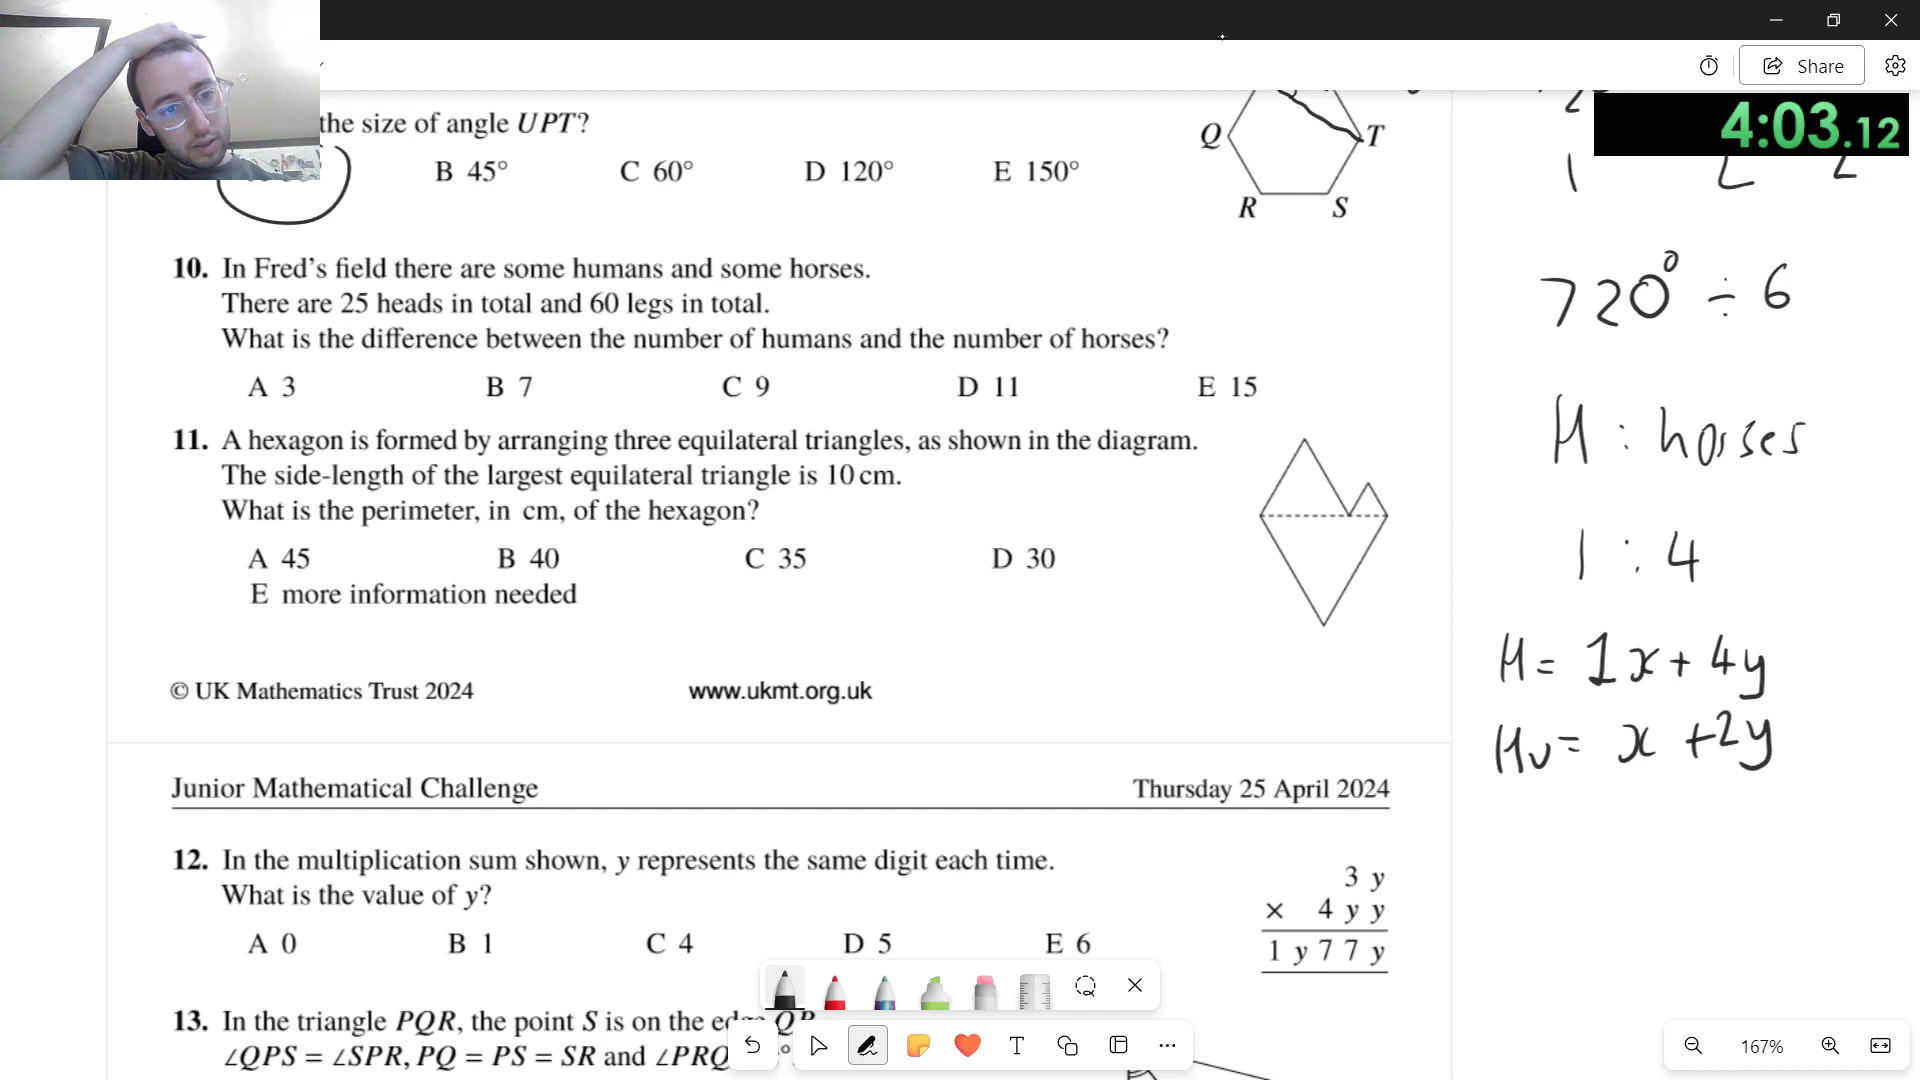 Share
4:03.12
the size of angle UPT?
B 45° C 60° D 120° E 150°
Q T
R S
1 2 2
10. In Fred's field there are some humans and some horses.
There are 25 heads in total and 60 legs in total.
What is the difference between the number of humans and the number of horses?
A 3 B 7 C 9 D 11 E 15
720° ÷ 6
H : horses
1 : 4
H = 1x + 4y
Hu = x + 2y
11. A hexagon is formed by arranging three equilateral triangles, as shown in the diagram.
The side-length of the largest equilateral triangle is 10 cm.
What is the perimeter, in cm, of the hexagon?
A 45 B 40 C 35 D 30
E more information needed
© UK Mathematics Trust 2024 www.ukmt.org.uk
Junior Mathematical Challenge Thursday 25 April 2024
12. In the multiplication sum shown, y represents the same digit each time.
What is the value of y?
A 0 B 1 C 4 D 5 E 6
3 y
× 4 y y
1 y 7 7 y
13. In the triangle PQR, the point S is on the edge QR
∠QPS = ∠SPR, PQ = PS = SR and ∠PRQ
167%